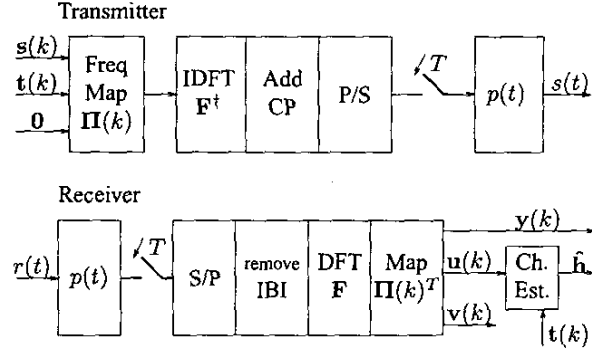 Transmitter
s(k)
t(k)
0
Freq
Map
Π(k)
IDFT
F†
Add
CP
P/S
T
p(t)
s(t)
Receiver
r(t)
p(t)
T
S/P
remove
IBI
DFT
F
Map
Π(k)ᵀ
y(k)
u(k)
v(k)
Ch.
Est.
ĥ
t(k)